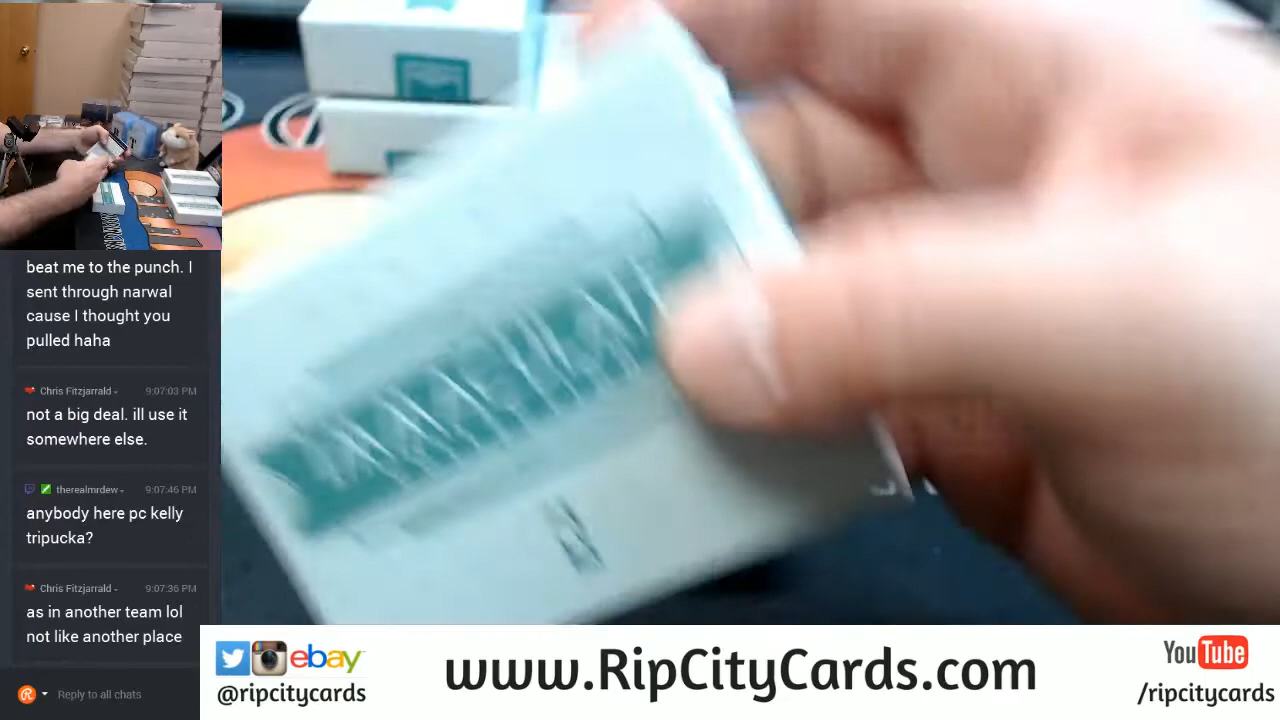 beat me to the punch. I
sent through narwal
cause I thought you
pulled haha
Chris Fitzjarrald 9:07:03 PM
not a big deal. ill use it
somewhere else.
therealmrdew 9:07:46 PM
anybody here pc kelly
tripucka?
Chris Fitzjarrald 9:07:36 PM
as in another team lol
not like another place
Reply to all chats
ebay
@ripcitycards
www.RipCityCards.com
YouTube
/ripcitycards